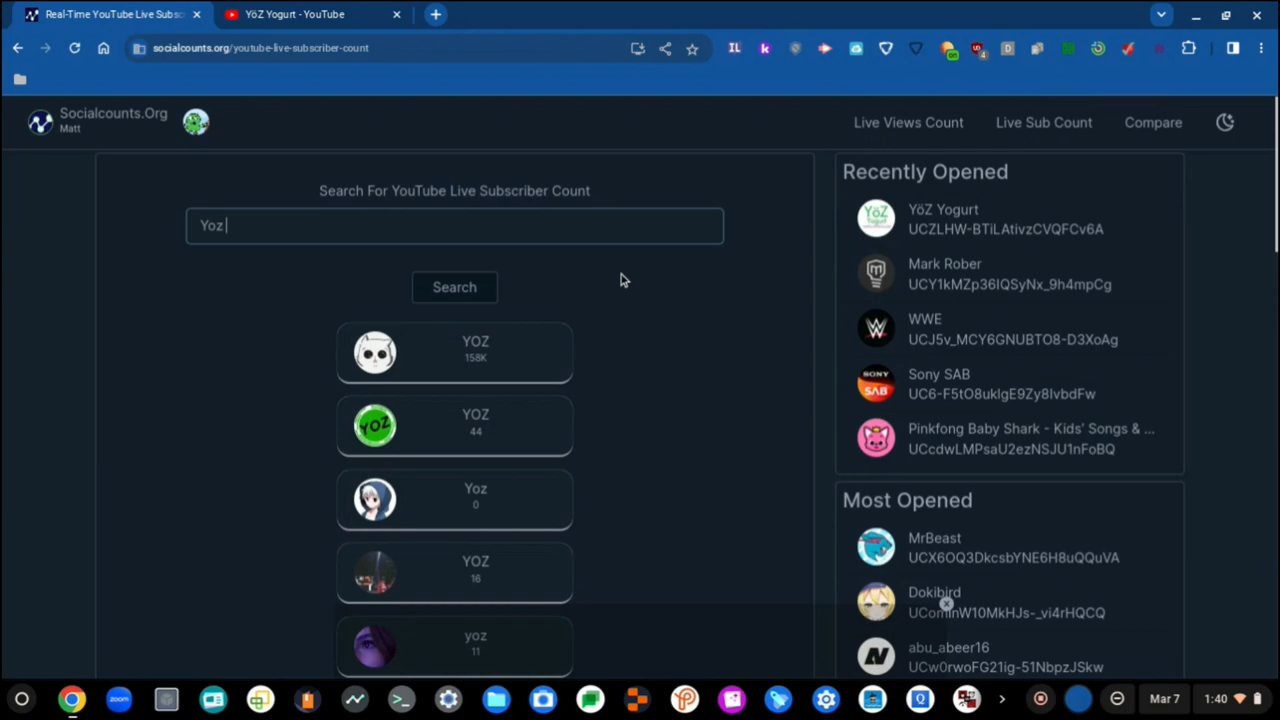 Real-Time YouTube Live Subsc
YöZ Yogurt - YouTube
socialcounts.org/youtube-live-subscriber-count
Socialcounts.Org
Matt
Live Views Count
Live Sub Count
Compare
Search For YouTube Live Subscriber Count
Yoz
Search
YOZ
158K
YOZ
YOZ
44
Yoz
0
YOZ
16
yoz
11
Recently Opened
YöZ Yogurt
UCZLHW-BTiLAtivzCVQFCv6A
Mark Rober
UCY1kMZp36IQSyNx_9h4mpCg
WWE
UCJ5v_MCY6GNUBTO8-D3XoAg
SONY
SAB
Sony SAB
UC6-F5tO8uklgE9Zy8IvbdFw
Pinkfong Baby Shark - Kids' Songs & ...
UCcdwLMPsaU2ezNSJU1nFoBQ
Most Opened
MrBeast
UCX6OQ3DkcsbYNE6H8uQQuVA
Dokibird
abu_abeer16
UCw0rwoFG21ig-51NbpzJSkw
zoom
Mar 7
1:40